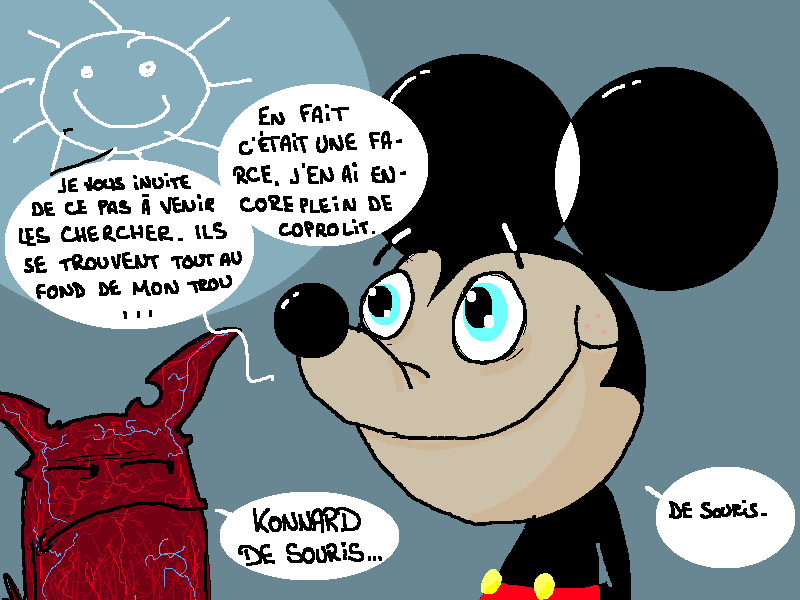 EN FAIT
C'ÉTAIT UNE FA-
RCE. J'EN AI EN-
CORE PLEIN DE
COPROLIT.
JE VOUS INVITE
DE CE PAS À VENIR
LES CHERCHER. ILS
SE TROUVENT TOUT AU
FOND DE MON TROU
...
KONNARD
DE SOURIS...
DE SOURIS.